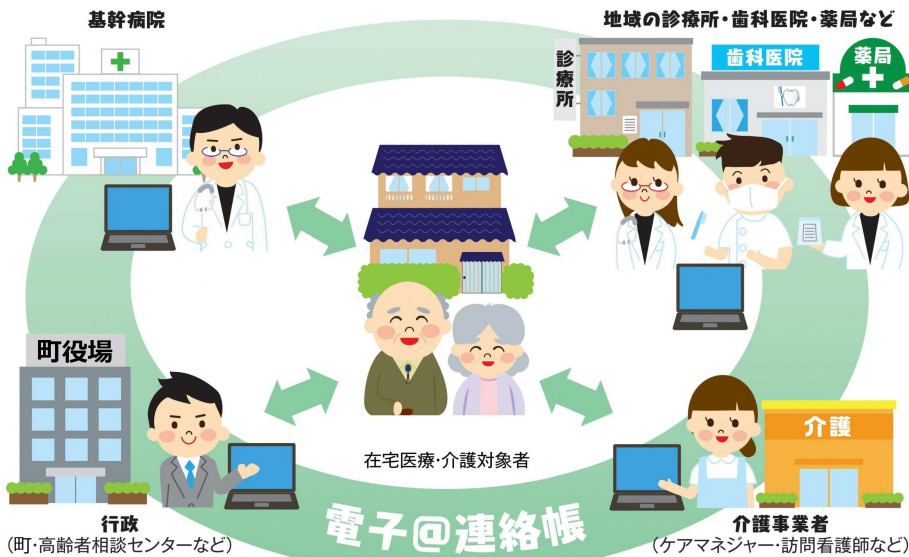 基幹病院
地域の診療所・歯科医院・薬局など
診療所
歯科医院
薬局
町役場
介護
在宅医療・介護対象者
行政
(町・高齢者相談センターなど)
介護事業者
(ケアマネジャー・訪問看護師など)
電子@連絡帳